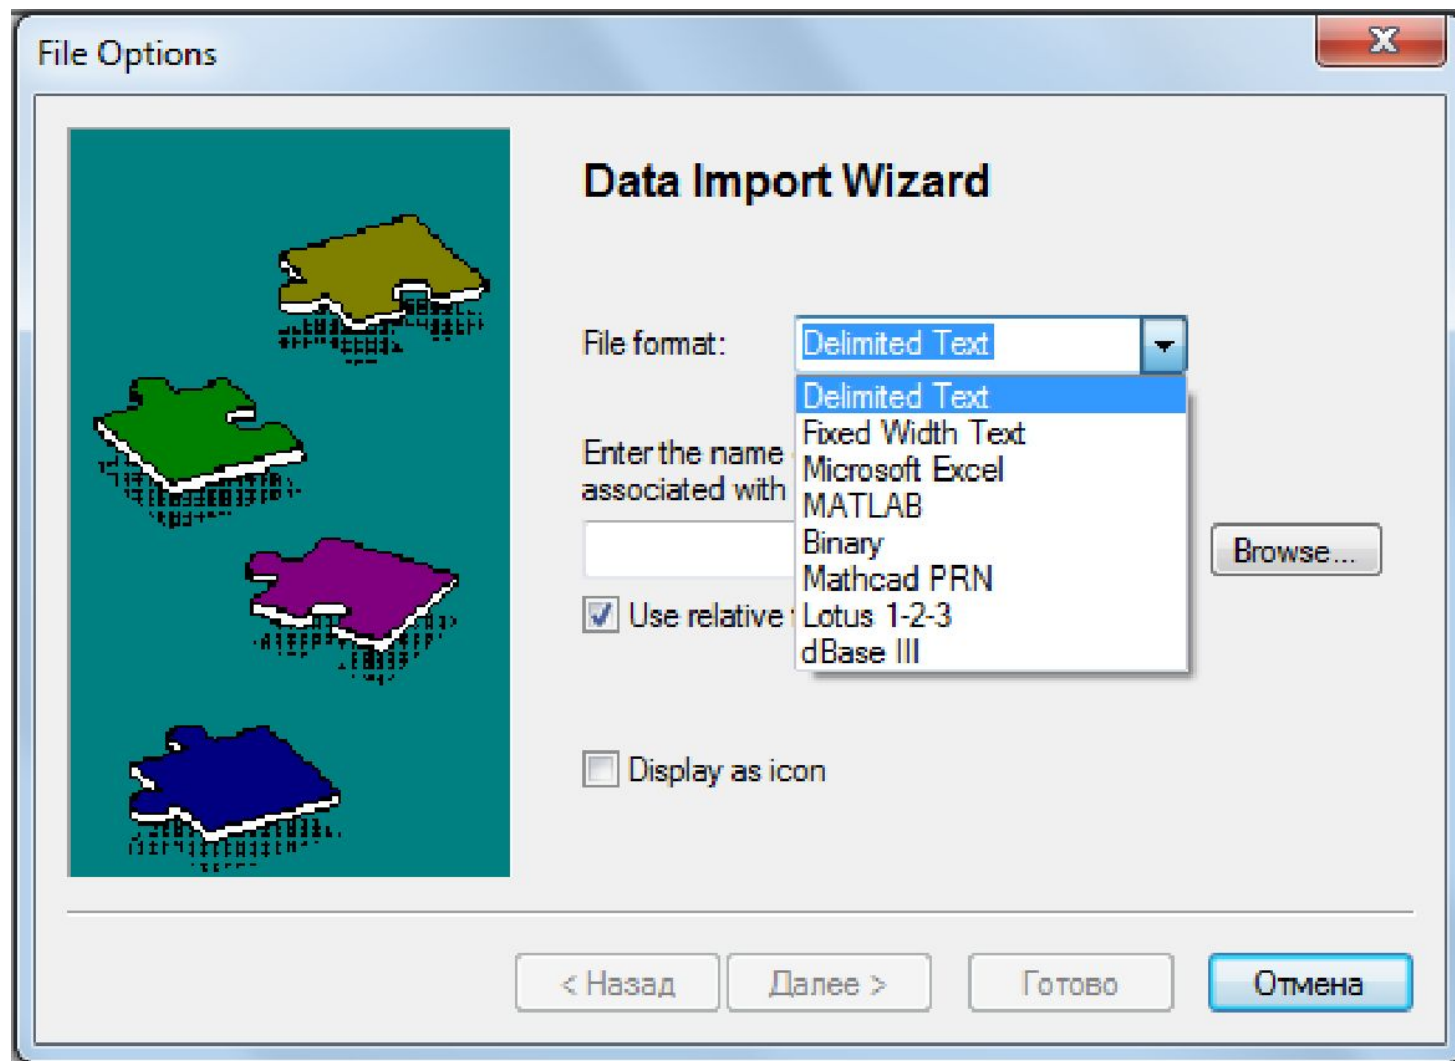 File Options
Data Import Wizard
File format: Delimited Text
Delimited Text
Fixed Width Text
Enter the name
Microsoft Excel
associated with
MATLAB
Binary
Browse...
Mathcad PRN
Use relative
Lotus 1-2-3
dBase III
Display as icon
< Назад Далее > Готово Отмена